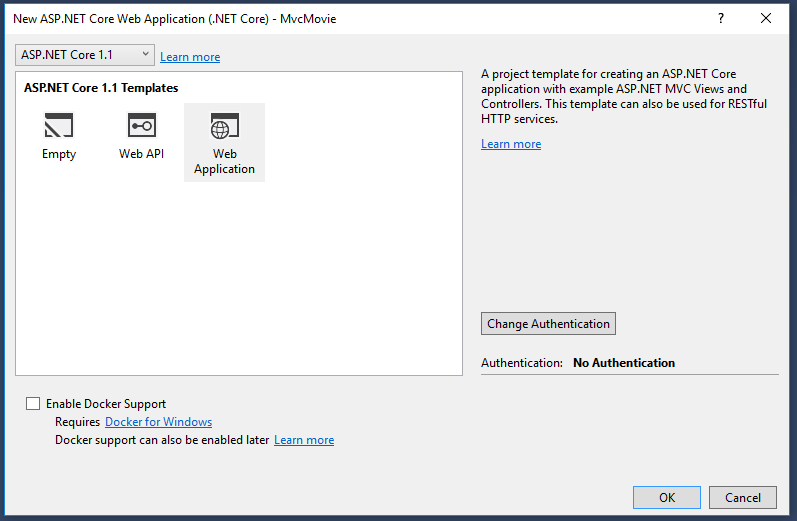 New ASP.NET Core Web Application (.NET Core) - MvcMovie
?
ASP.NET Core 1.1
Learn more
ASP.NET Core 1.1 Templates
Empty
Web API
Web
Application
A project template for creating an ASP.NET Core
application with example ASP.NET MVC Views and
Controllers. This template can also be used for RESTful
HTTP services.
Learn more
Change Authentication
Authentication: No Authentication
Enable Docker Support
Requires Docker for Windows
Docker support can also be enabled later Learn more
OK
Cancel